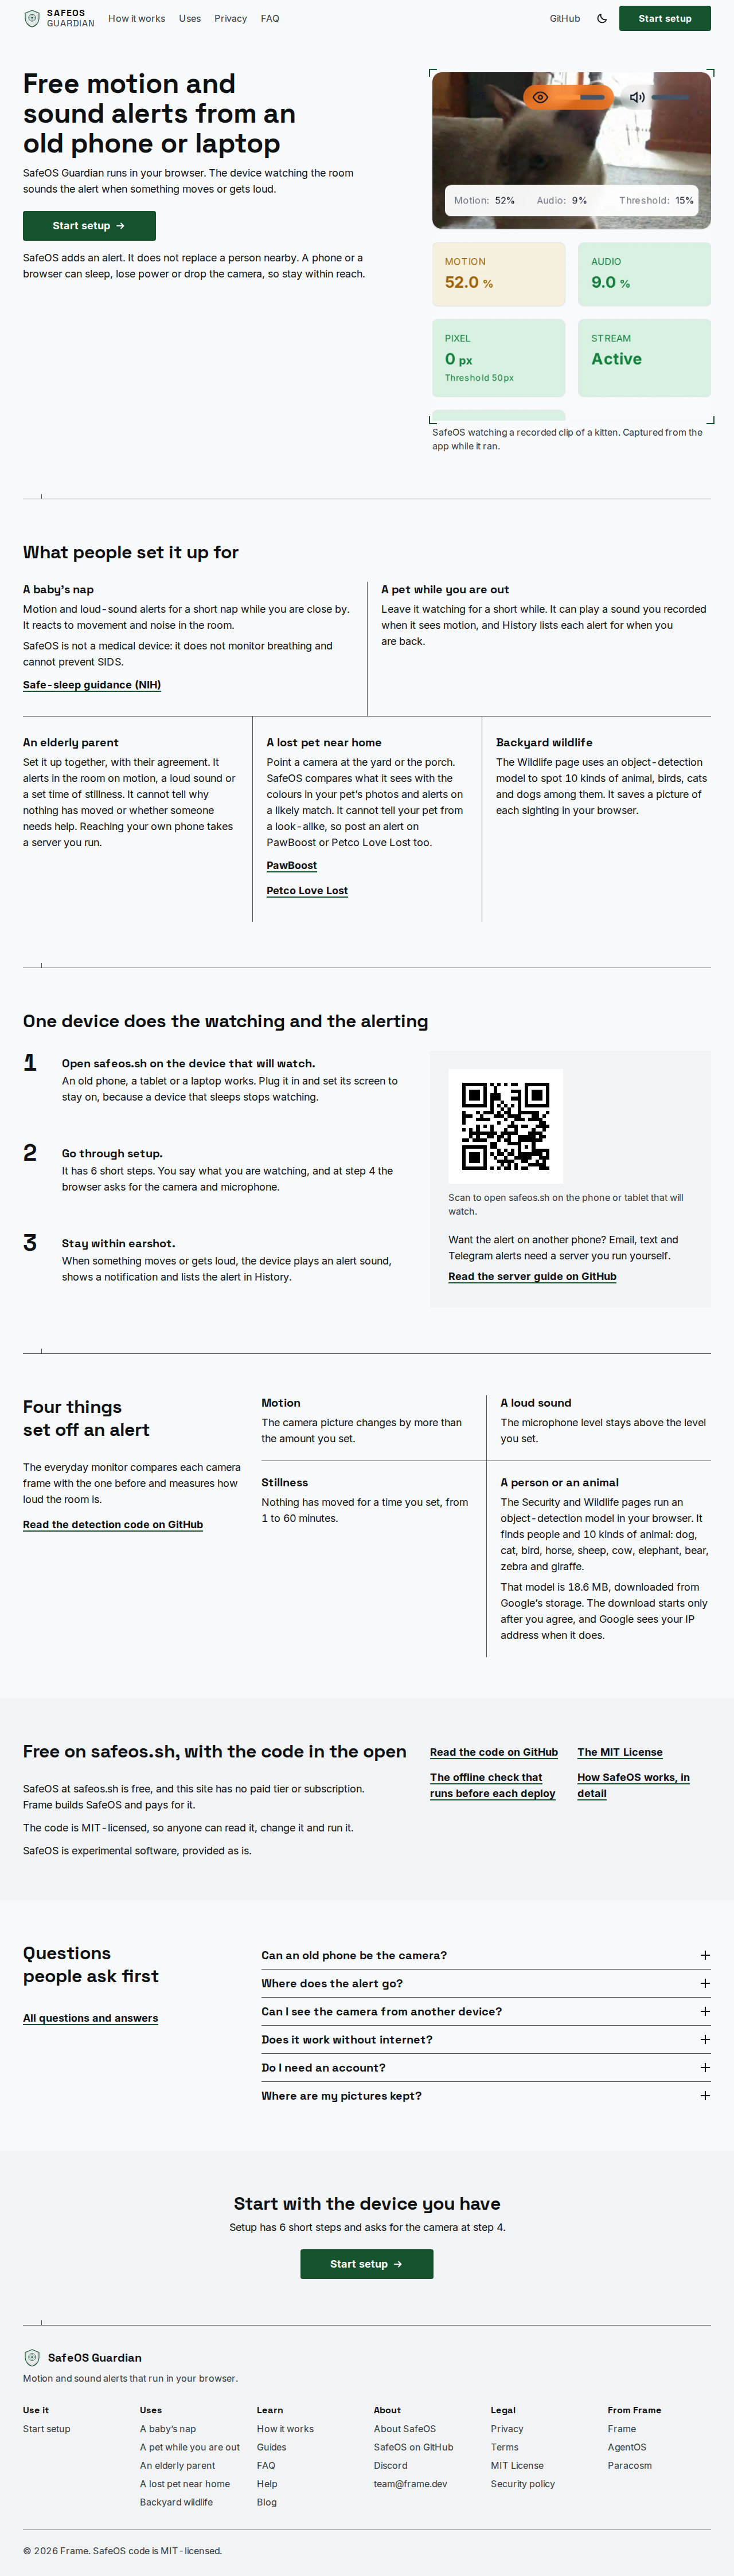 SAFEOS
GUARDIAN
How it works
Uses
Privacy
FAQ
GitHub
Start setup
Free motion and
sound alerts from an
old phone or laptop
SafeOS Guardian runs in your browser. The device watching the room
sounds the alert when something moves or gets loud.
Start setup →
SafeOS adds an alert. It does not replace a person nearby. A phone or a
browser can sleep, lose power or drop the camera, so stay within reach.
Motion: 52% Audio: 9% Threshold: 15%
MOTION
52.0 %
AUDIO
9.0 %
PIXEL
0 px
Threshold 50px
STREAM
Active
SafeOS watching a recorded clip of a kitten. Captured from the
app while it ran.
What people set it up for
A baby's nap
Motion and loud-sound alerts for a short nap while you are close by.
It reacts to movement and noise in the room.
SafeOS is not a medical device: it does not monitor breathing and
cannot prevent SIDS.
Safe-sleep guidance (NIH)
A pet while you are out
Leave it watching for a short while. It can play a sound you recorded
when it sees motion, and History lists each alert for when you
are back.
An elderly parent
Set it up together, with their agreement. It
alerts in the room on motion, a loud sound or
a set time of stillness. It cannot tell why
nothing has moved or whether someone
needs help. Reaching your own phone takes
a server you run.
A lost pet near home
Point a camera at the yard or the porch.
SafeOS compares what it sees with the
colours in your pet's photos and alerts on
a likely match. It cannot tell your pet from
a look-alike, so post an alert on
PawBoost or Petco Love Lost too.
PawBoost
Petco Love Lost
Backyard wildlife
The Wildlife page uses an object-detection
model to spot 10 kinds of animal, birds, cats
and dogs among them. It saves a picture of
each sighting in your browser.
One device does the watching and the alerting
1
Open safeos.sh on the device that will watch.
An old phone, a tablet or a laptop works. Plug it in and set its screen to
stay on, because a device that sleeps stops watching.
2
Go through setup.
It has 6 short steps. You say what you are watching, and at step 4 the
browser asks for the camera and microphone.
3
Stay within earshot.
When something moves or gets loud, the device plays an alert sound,
shows a notification and lists the alert in History.
Scan to open safeos.sh on the phone or tablet that will
watch.
Want the alert on another phone? Email, text and
Telegram alerts need a server you run yourself.
Read the server guide on GitHub
Four things
set off an alert
The everyday monitor compares each camera
frame with the one before and measures how
loud the room is.
Read the detection code on GitHub
Motion
The camera picture changes by more than
the amount you set.
A loud sound
The microphone level stays above the level
you set.
Stillness
Nothing has moved for a time you set, from
1 to 60 minutes.
A person or an animal
The Security and Wildlife pages run an
object-detection model in your browser. It
finds people and 10 kinds of animal: dog,
cat, bird, horse, sheep, cow, elephant, bear,
zebra and giraffe.
That model is 18.6 MB, downloaded from
Google's storage. The download starts only
after you agree, and Google sees your IP
address when it does.
Free on safeos.sh, with the code in the open
SafeOS at safeos.sh is free, and this site has no paid tier or subscription.
Frame builds SafeOS and pays for it.
The code is MIT-licensed, so anyone can read it, change it and run it.
SafeOS is experimental software, provided as is.
Read the code on GitHub
The MIT License
The offline check that
runs before each deploy
How SafeOS works, in
detail
Questions
people ask first
All questions and answers
Can an old phone be the camera?
Where does the alert go?
Can I see the camera from another device?
Does it work without internet?
Do I need an account?
Where are my pictures kept?
Start with the device you have
Setup has 6 short steps and asks for the camera at step 4.
Start setup →
SafeOS Guardian
Motion and sound alerts that run in your browser.
Use it
Start setup
Uses
A baby's nap
A pet while you are out
An elderly parent
A lost pet near home
Backyard wildlife
Learn
How it works
Guides
FAQ
Help
Blog
About
About SafeOS
SafeOS on GitHub
Discord
team@frame.dev
Legal
Privacy
Terms
MIT License
Security policy
From Frame
Frame
AgentOS
Paracosm
© 2026 Frame. SafeOS code is MIT-licensed.